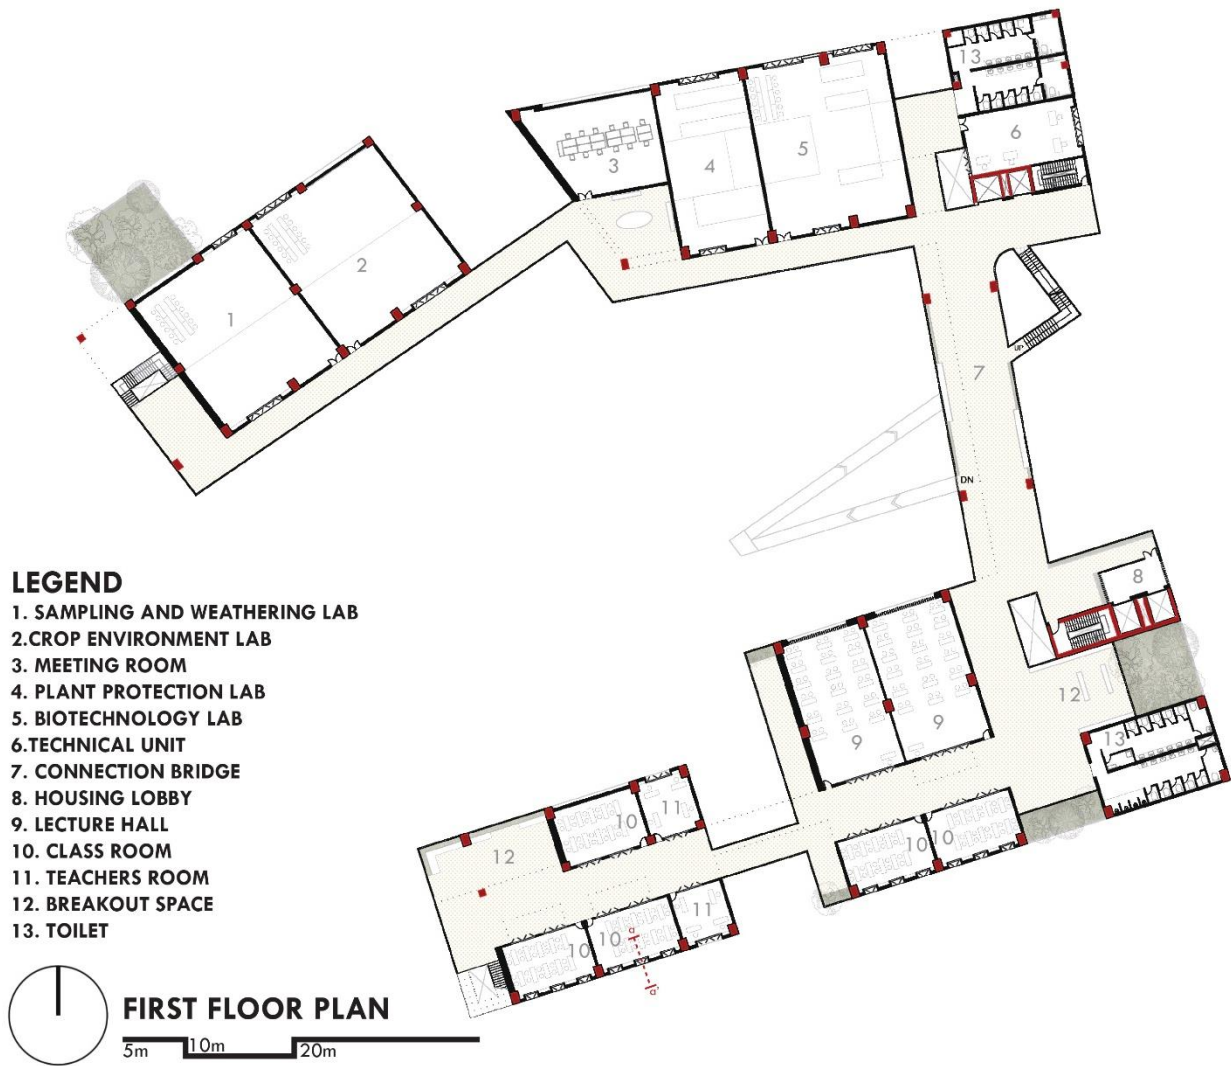 13
6
3
4
5
2
1
7
UP
DN
8
12
13
9
9
10
10
11
10
12
11
10
10
a
a'
LEGEND
1. SAMPLING AND WEATHERING LAB
2.CROP ENVIRONMENT LAB
3. MEETING ROOM
4. PLANT PROTECTION LAB
5. BIOTECHNOLOGY LAB
6.TECHNICAL UNIT
7. CONNECTION BRIDGE
8. HOUSING LOBBY
9. LECTURE HALL
10. CLASS ROOM
11. TEACHERS ROOM
12. BREAKOUT SPACE
13. TOILET
FIRST FLOOR PLAN
5m 10m 20m